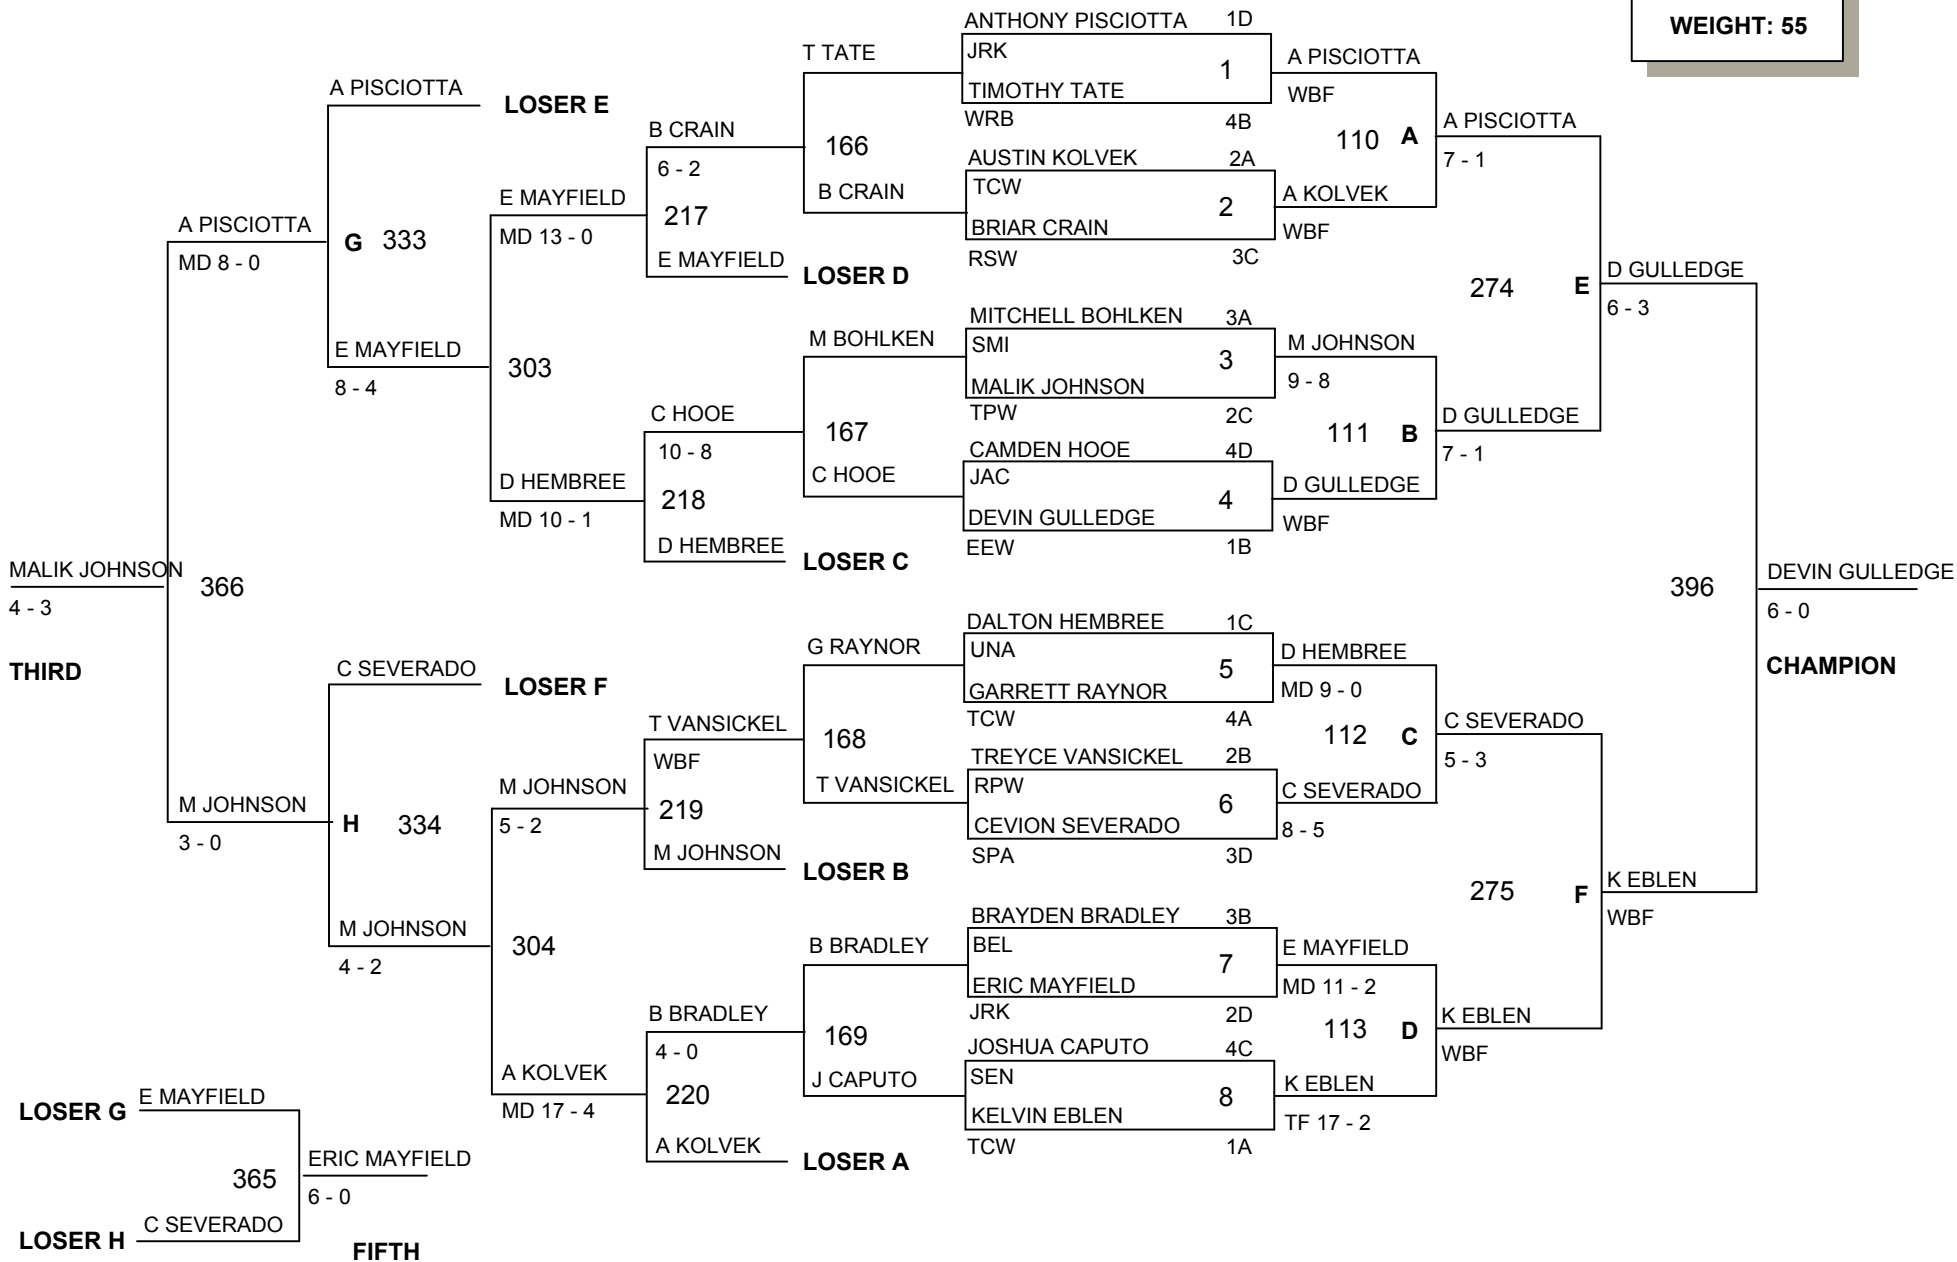 WEIGHT: 55
ANTHONY PISCIOTTA 1D
JRK
1
TIMOTHY TATE
WRB 4B
AUSTIN KOLVEK 2A
TCW
2
BRIAR CRAIN
RSW 3C
MITCHELL BOHLKEN 3A
SMI
3
MALIK JOHNSON
TPW 2C
CAMDEN HOOE 4D
JAC
4
DEVIN GULLEDGE
EEW 1B
DALTON HEMBREE 1C
UNA
5
GARRETT RAYNOR
TCW 4A
TREYCE VANSICKEL 2B
RPW
6
CEVION SEVERADO
SPA 3D
BRAYDEN BRADLEY 3B
BEL
7
ERIC MAYFIELD
JRK 2D
JOSHUA CAPUTO 4C
SEN
8
KELVIN EBLEN
TCW 1A
A PISCIOTTA
WBF
110 A
A KOLVEK
WBF
M JOHNSON
9 - 8
111 B
D GULLEDGE
WBF
D HEMBREE
MD 9 - 0
112 C
C SEVERADO
8 - 5
E MAYFIELD
MD 11 - 2
113 D
K EBLEN
TF 17 - 2
A PISCIOTTA
7 - 1
274 E
D GULLEDGE
7 - 1
C SEVERADO
5 - 3
275 F
K EBLEN
WBF
D GULLEDGE
6 - 3
396
K EBLEN
WBF
DEVIN GULLEDGE
6 - 0
CHAMPION
T TATE
166
B CRAIN
M BOHLKEN
167
C HOOE
G RAYNOR
168
T VANSICKEL
B BRADLEY
169
J CAPUTO
B CRAIN
6 - 2
217
E MAYFIELD
LOSER D
C HOOE
10 - 8
218
D HEMBREE
LOSER C
T VANSICKEL
WBF
219
M JOHNSON
LOSER B
B BRADLEY
4 - 0
220
A KOLVEK
LOSER A
E MAYFIELD
MD 13 - 0
303
D HEMBREE
MD 10 - 1
M JOHNSON
5 - 2
304
A KOLVEK
MD 17 - 4
A PISCIOTTA
LOSER E
G 333
E MAYFIELD
8 - 4
C SEVERADO
LOSER F
H 334
M JOHNSON
4 - 2
A PISCIOTTA
MD 8 - 0
366
M JOHNSON
3 - 0
MALIK JOHNSON
4 - 3
THIRD
LOSER G E MAYFIELD
365
LOSER H C SEVERADO
ERIC MAYFIELD
6 - 0
FIFTH